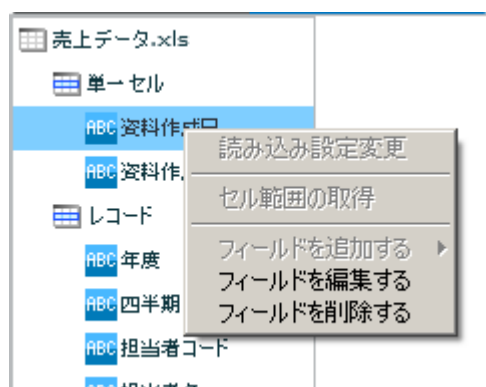 売上データ.xls
単一セル
ABC 資料作成日
ABC 資料作
レコード
ABC 年度
ABC 四半期
ABC 担当者コード
ABC
読み込み設定変更
セル範囲の取得
フィールドを追加する
フィールドを編集する
フィールドを削除する